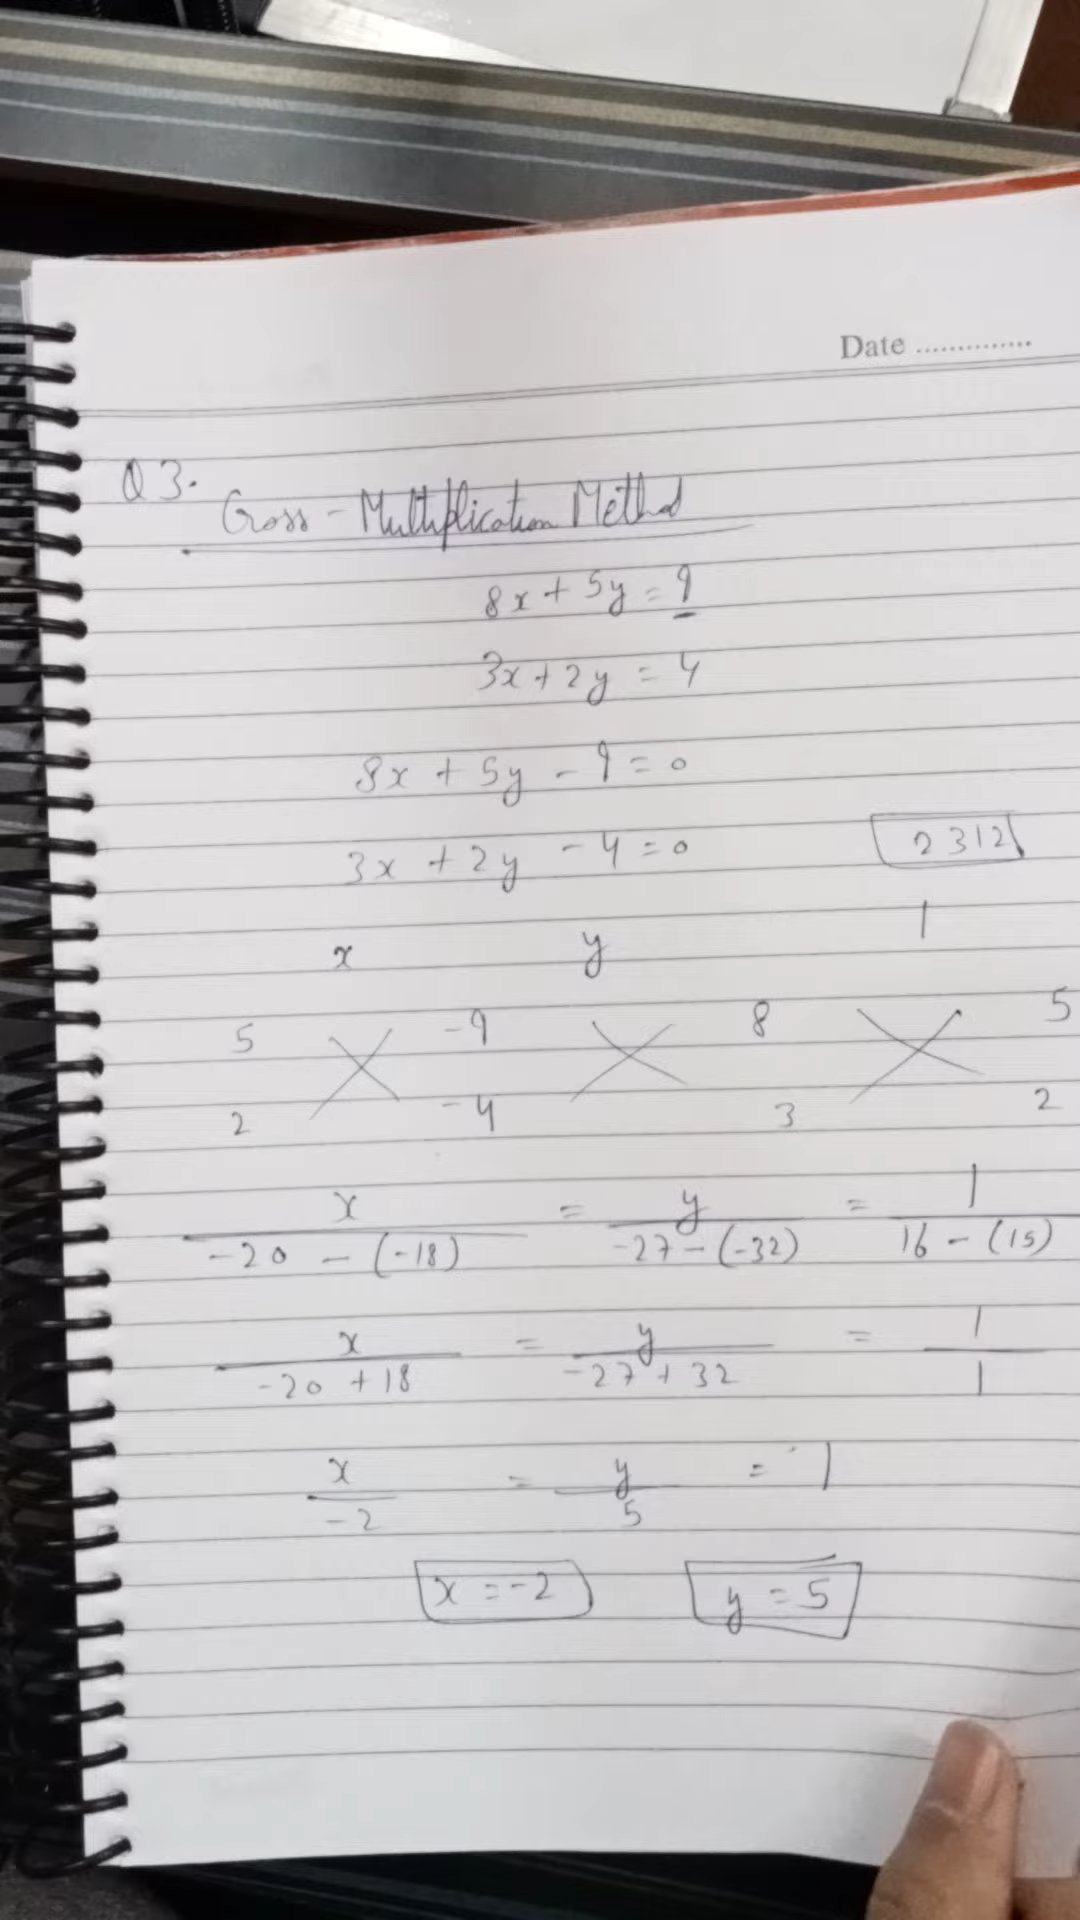 Date ..............
Q 3.
Cross - Multiplication Method
8x + 5y = 9
3x + 2y = 4
8x + 5y - 9 = 0
3x + 2y - 4 = 0
2312
x y 1
5 -9 8 5
2 -4 3 2
x/(-20 - (-18)) = y/(-27 - (-32)) = 1/(16 - (15))
x/(-20 + 18) = y/(-27 + 32) = 1/1
x/-2 = y/5 = 1
x = -2 y = 5